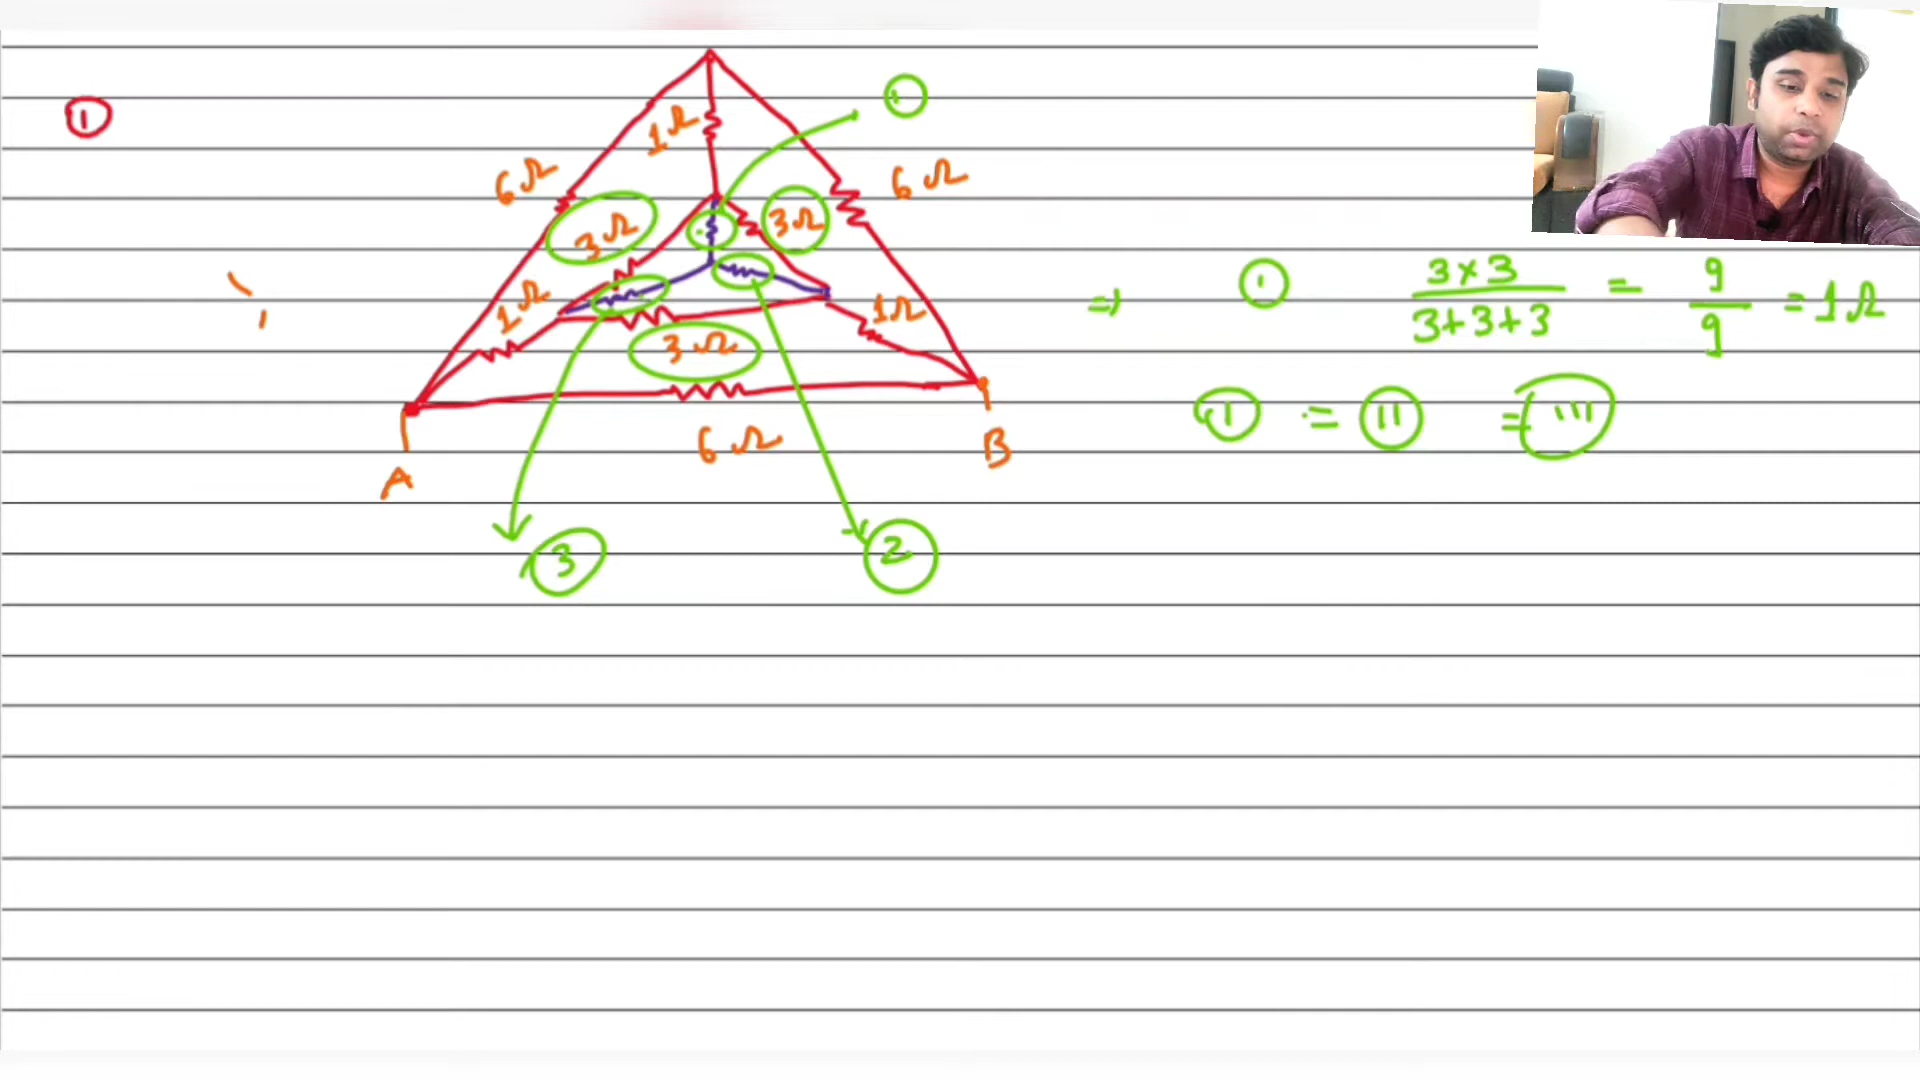 ①
①
1Ω
6Ω
6Ω
3Ω
3Ω
1Ω
1Ω
3Ω
6Ω
A
B
3
2
⇒ ① 3×3 / 3+3+3 = 9/9 = 1Ω
① = ⑪ = (111)